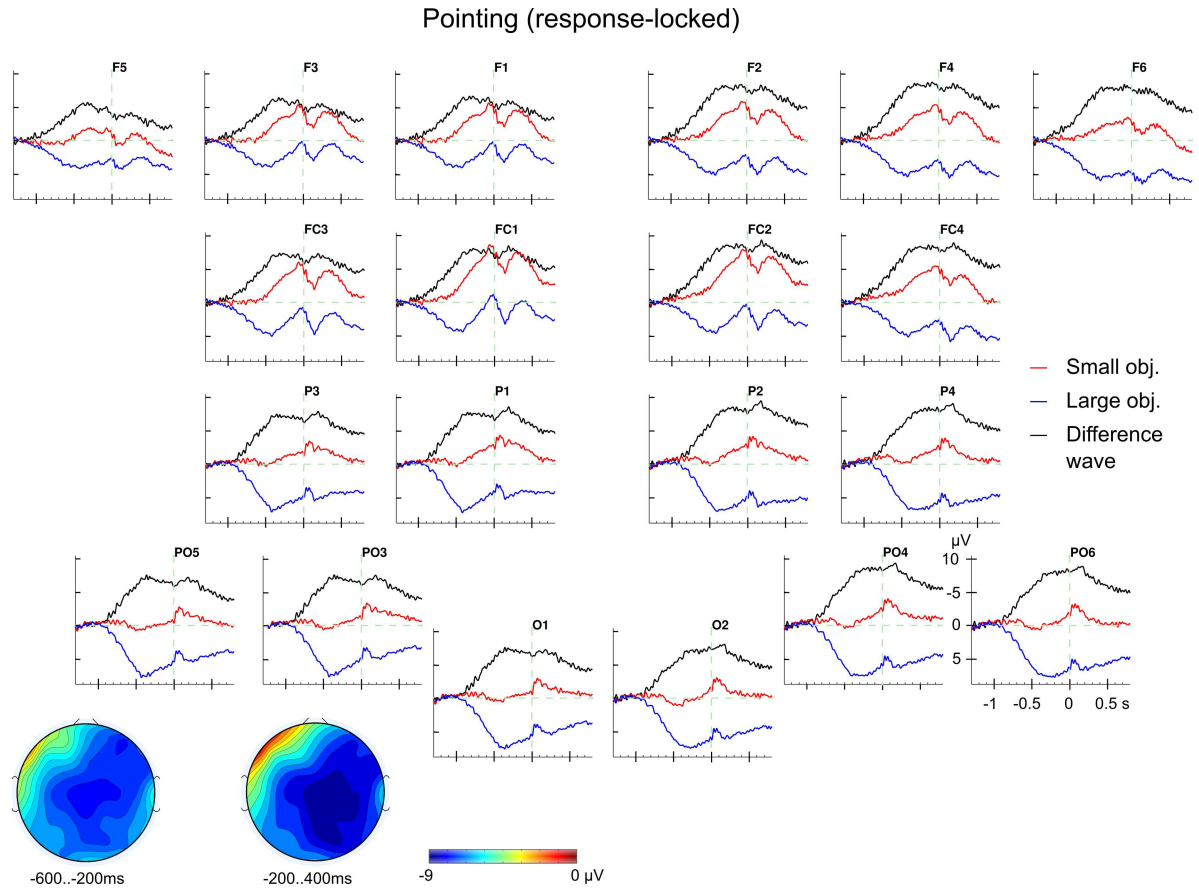 Pointing (response-locked)
F5 F3 F1 F2 F4 F6
FC3 FC1 FC2 FC4
Small obj.
Large obj.
Difference
wave
P3 P1 P2 P4
PO5 PO3 PO4 PO6
µV
10
-5
0
5
-1 -0.5 0 0.5 s
O1 O2
-600..-200ms
-200..400ms
-9 0 µV